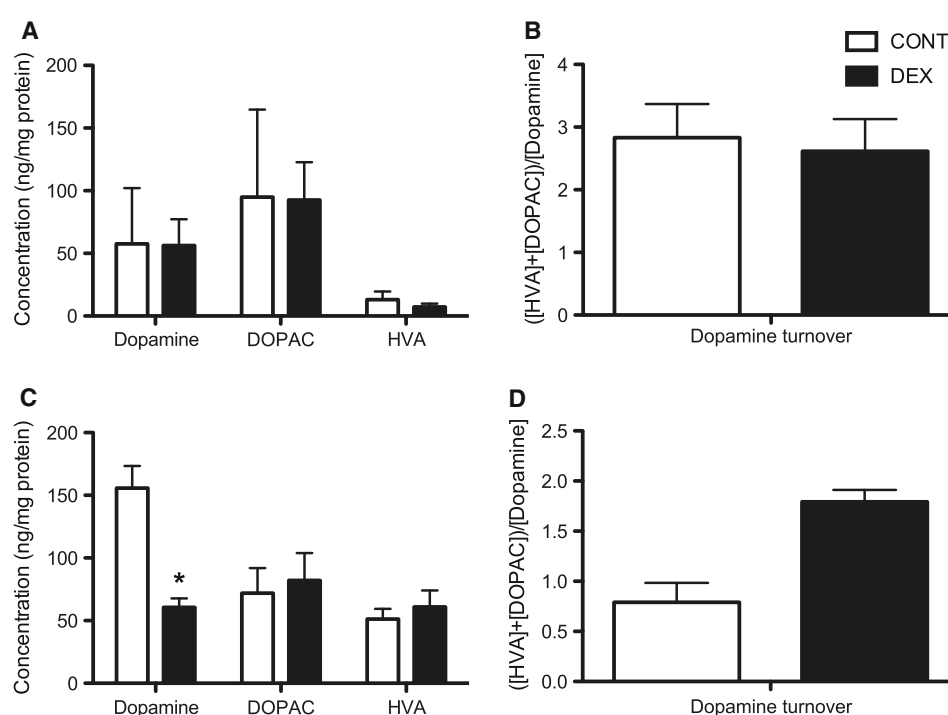 A
Concentration (ng/mg protein)
200
150
100
50
0
Dopamine DOPAC HVA
B
CONT
DEX
([HVA]+[DOPAC])/[Dopamine]
4
3
2
1
0
Dopamine turnover
C
Concentration (ng/mg protein)
200
150
100
50
0
*
Dopamine DOPAC HVA
D
([HVA]+[DOPAC])/[Dopamine]
2.5
2.0
1.5
1.0
0.5
0.0
Dopamine turnover